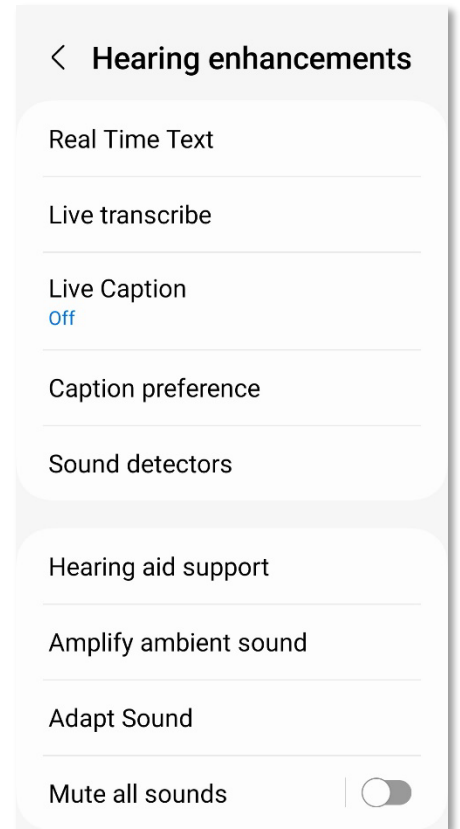 Hearing enhancements
Real Time Text
Live transcribe
Live Caption
Off
Caption preference
Sound detectors
Hearing aid support
Amplify ambient sound
Adapt Sound
Mute all sounds